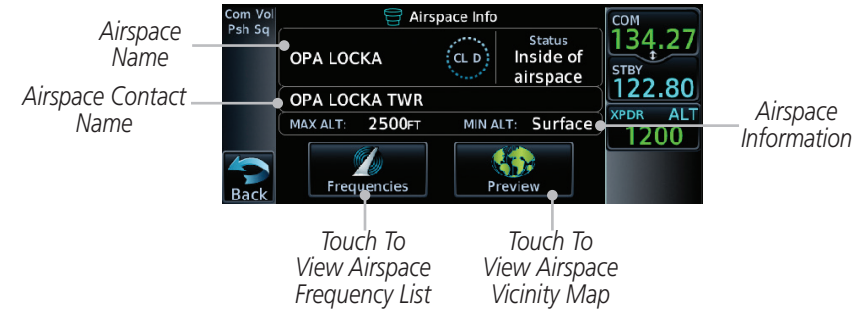 Com Vol
Psh Sq
Airspace Info
COM
134.27
Airspace
Name
OPA LOCKA
CL D
Status
Inside of
airspace
STBY
122.80
Airspace Contact
Name
OPA LOCKA TWR
XPDR ALT
1200
MAX ALT: 2500FT MIN ALT: Surface
Airspace
Information
Back
Frequencies
Preview
Touch To
View Airspace
Frequency List
Touch To
View Airspace
Vicinity Map